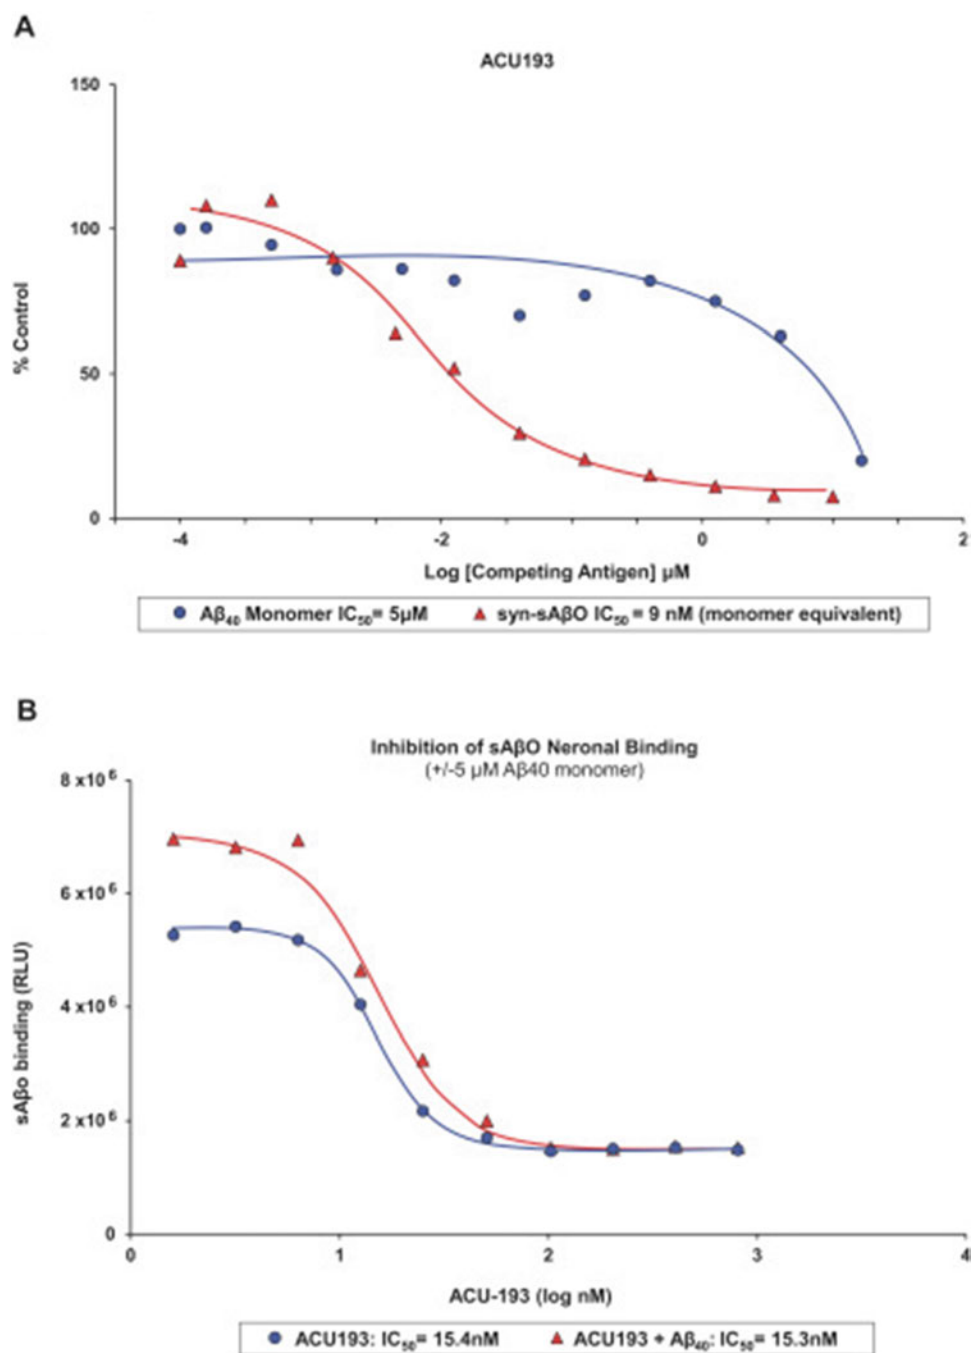 A
ACU193
150
100
50
0
% Control
-4
-2
0
2
Log [Competing Antigen] µM
Aβ₄₀ Monomer IC₅₀= 5µM
syn-sAβO IC₅₀ = 9 nM (monomer equivalent)
B
Inhibition of sAβO Neronal Binding
(+/-5 µM Aβ40 monomer)
8 x10⁶
6 x10⁶
4 x10⁶
2 x10⁶
0
sAβo binding (RLU)
0
1
2
3
4
ACU-193 (log nM)
ACU193: IC₅₀= 15.4nM
ACU193 + Aβ₄₀: IC₅₀= 15.3nM